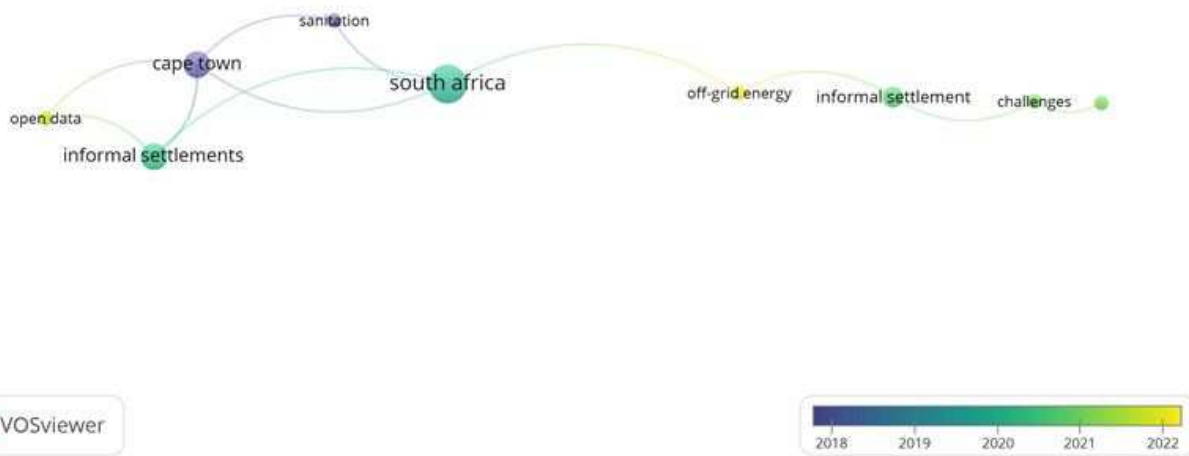 sanitation
cape town
south africa
off-grid energy
informal settlement
challenges
open data
informal settlements
VOSviewer
2018 2019 2020 2021 2022